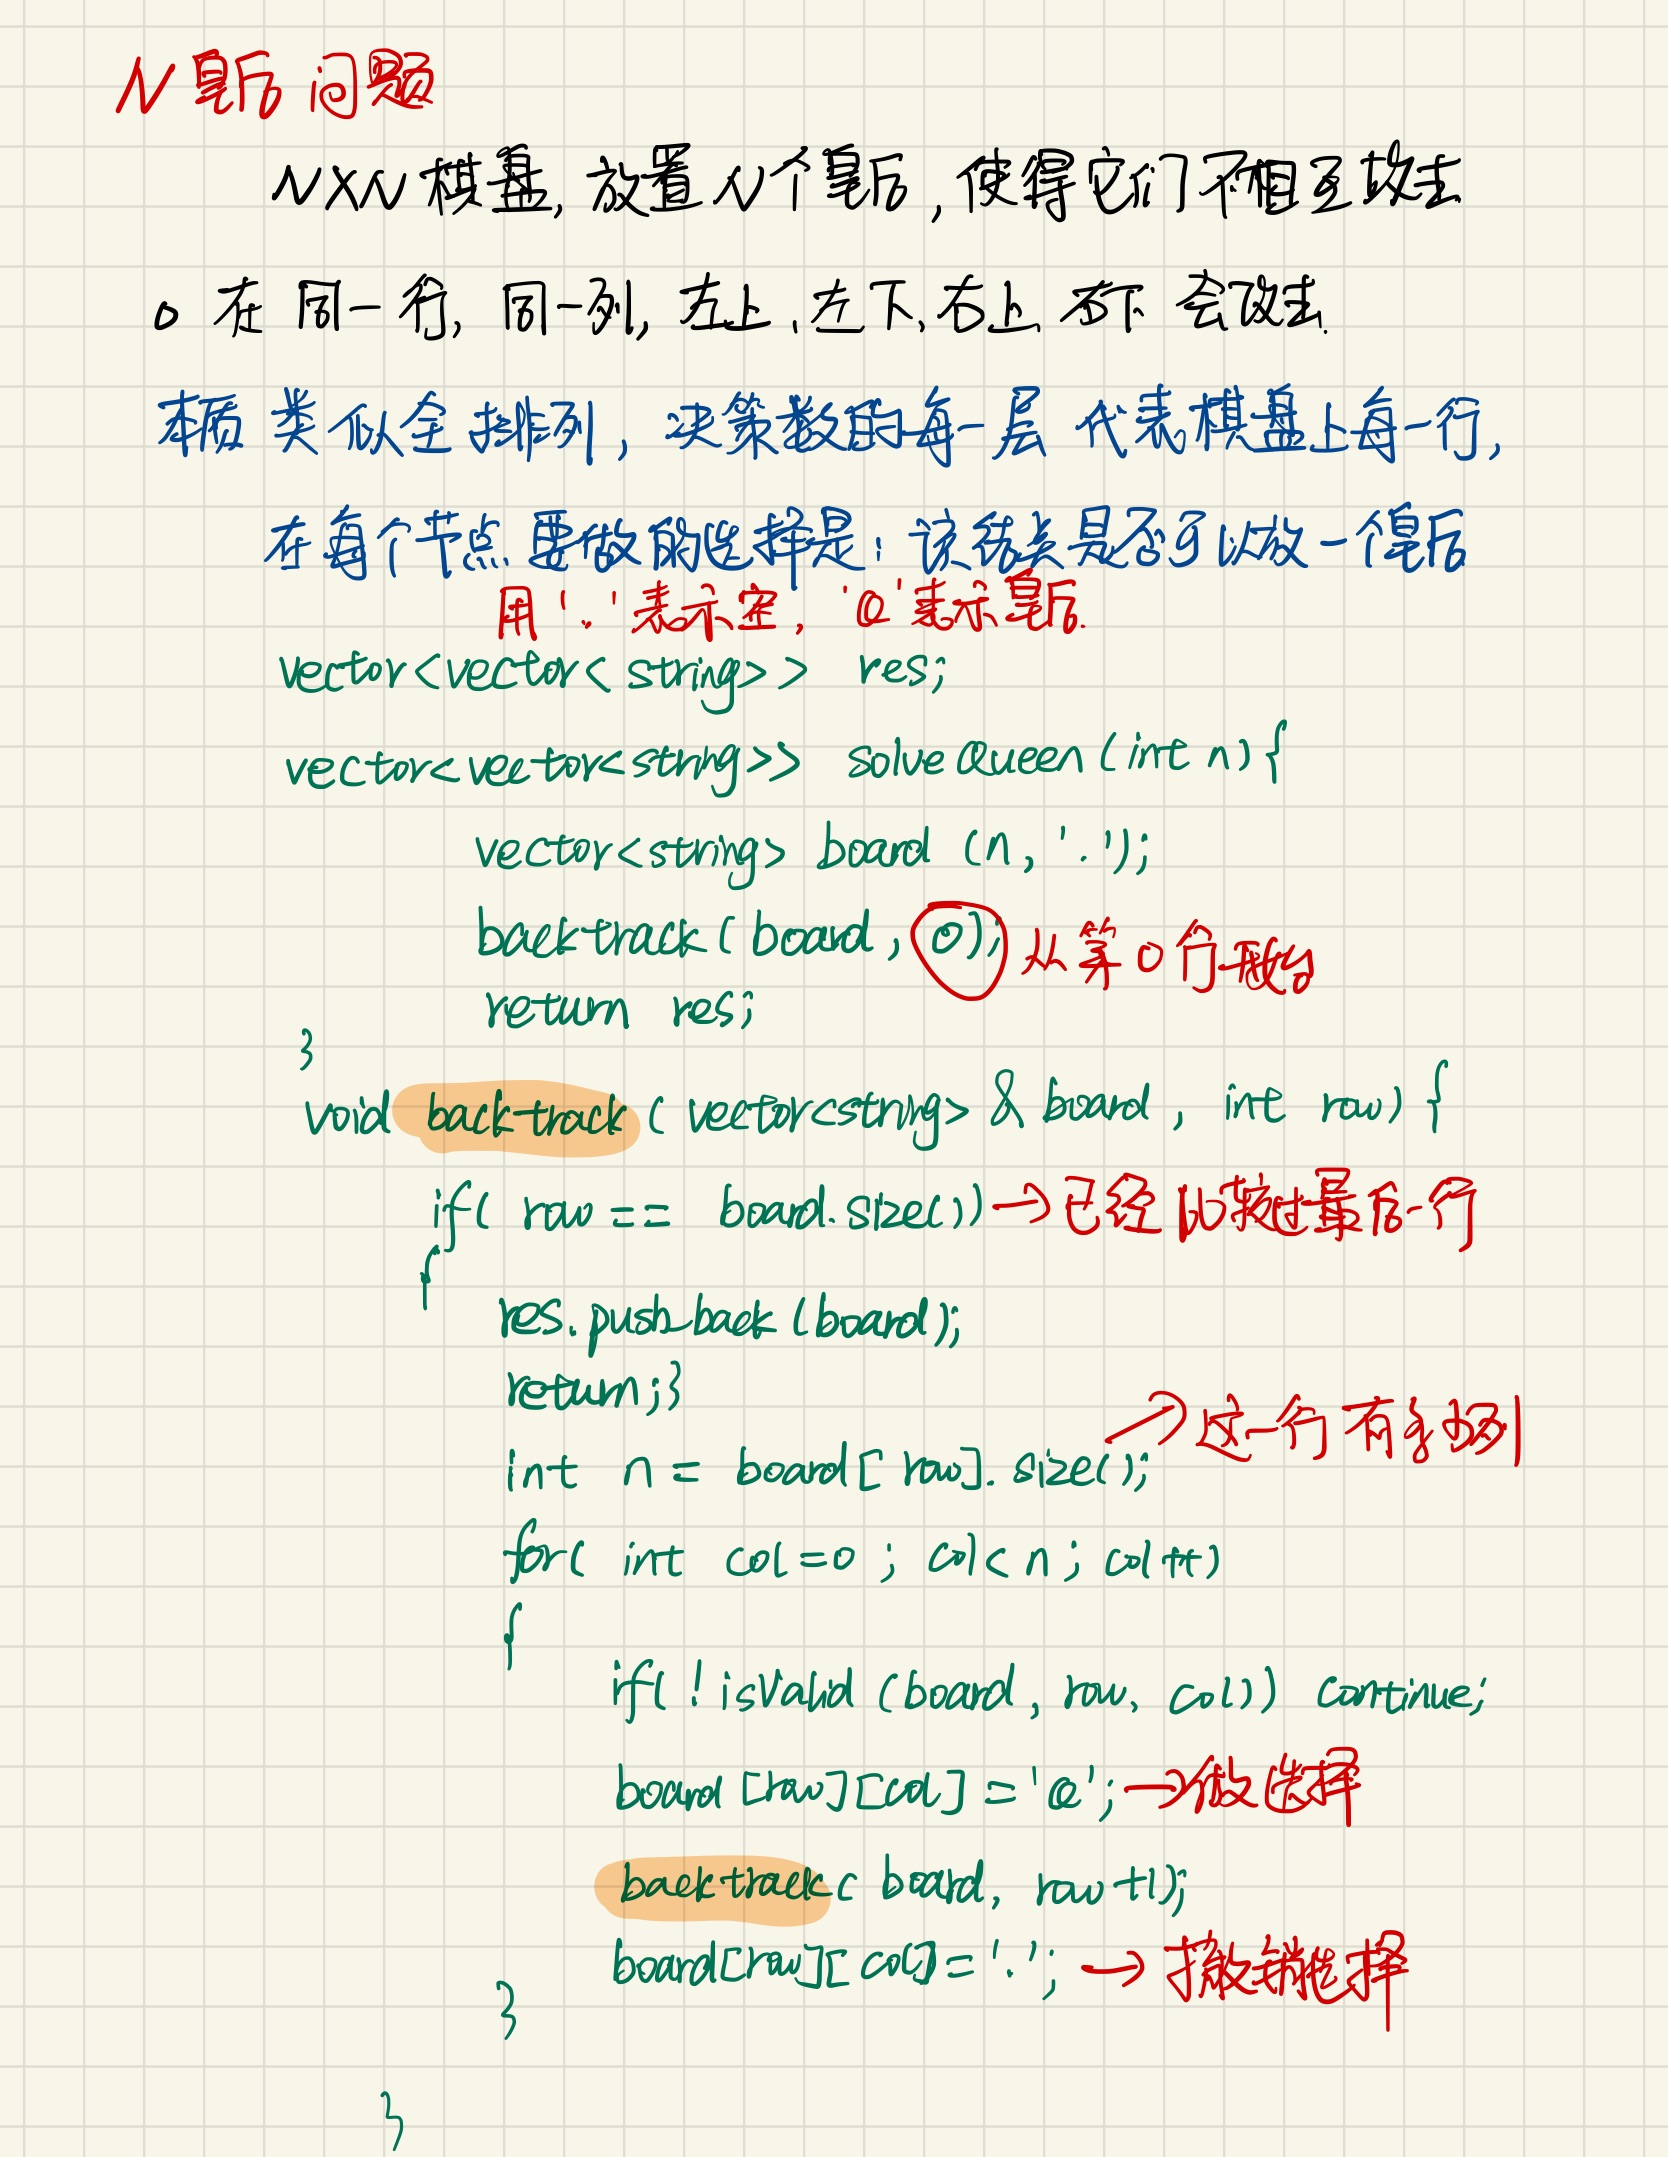 N皇后问题
N×N棋盘,放置N个皇后,使得它们不相互攻击
o 在同一行,同一列,左上、左下、右上、右下会攻击.
本质类似全排列,决策数的每一层代表棋盘上每一行,
在每个节点要做的选择是:该结点是否可以放一个皇后
用'.'表示空,'Q'表示皇后.
vector<vector<string>> res;
vector<vector<string>> solveQueen(int n){
vector<string> board (n, '.');
backtrack(board, 0); 从第0行开始
return res;
}
void backtrack(vector<string>& board, int row) {
if( row == board.size()) → 已经比较过最后一行
{
res.push_back(board);
return;}
→ 这一行有多少列
int n = board[row].size();
for( int col=0 ; col<n ; col++)
{
if(!isValid (board, row, col)) continue;
board[row][col] = 'Q'; → 做选择
backtrack( board, row+1);
board[row][col] = '.'; → 撤销选择
}
}